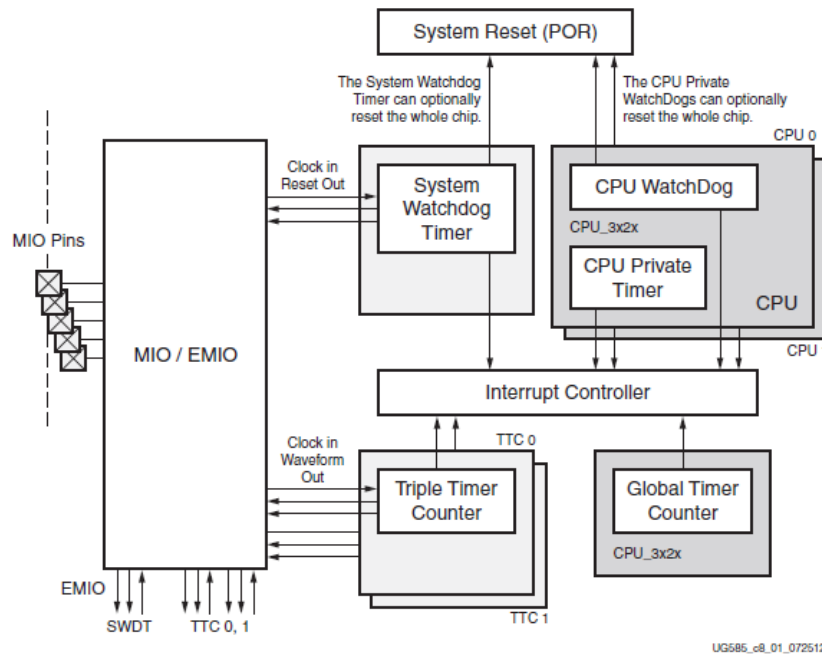 System Reset (POR)
The System Watchdog
Timer can optionally
reset the whole chip.
The CPU Private
WatchDogs can optionally
reset the whole chip.
CPU 0
Clock in
Reset Out
System
Watchdog
Timer
CPU WatchDog
CPU_3x2x
CPU Private
Timer
CPU
CPU
MIO Pins
MIO / EMIO
Interrupt Controller
Clock in
Waveform
Out
TTC 0
Triple Timer
Counter
Global Timer
Counter
CPU_3x2x
TTC 1
EMIO
SWDT
TTC 0, 1
UG585_c8_01_072512